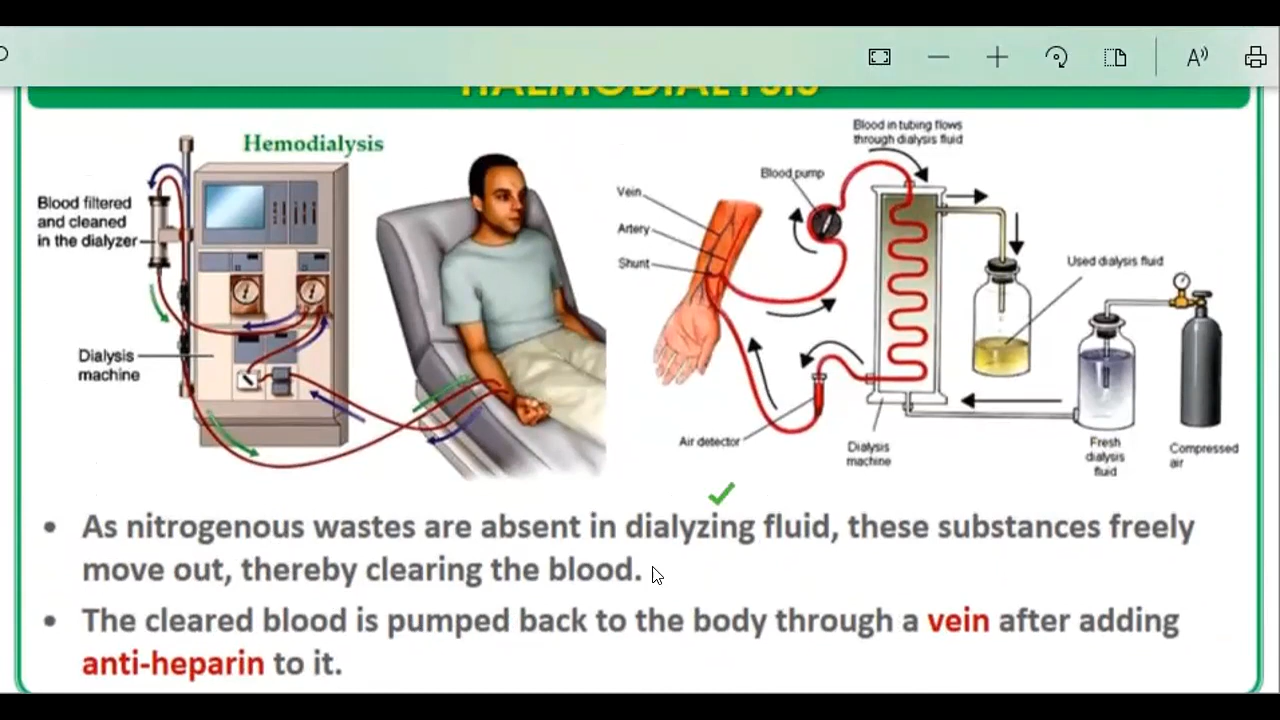 HAEMODIALYSIS
Hemodialysis
Blood filtered
and cleaned
in the dialyzer
Dialysis
machine
Blood in tubing flows
through dialysis fluid
Blood pump
Vein
Artery
Shunt
Used dialysis fluid
Air detector
Dialysis
machine
Fresh
dialysis
fluid
Compressed
air
• As nitrogenous wastes are absent in dialyzing fluid, these substances freely
move out, thereby clearing the blood.
• The cleared blood is pumped back to the body through a vein after adding
anti-heparin to it.